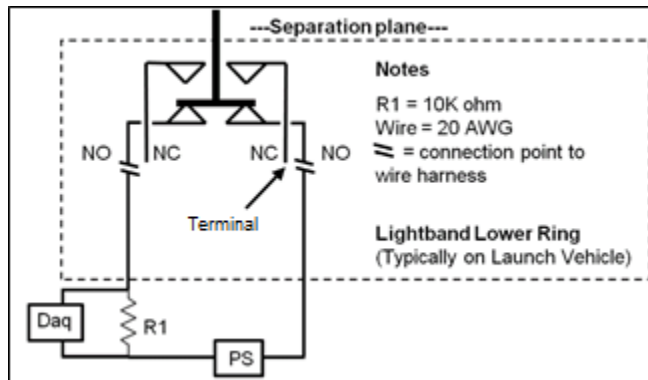 ---Separation plane---
Notes
R1 = 10K ohm
Wire = 20 AWG
= connection point to
wire harness
NO
NC
NC
NO
Terminal
Lightband Lower Ring
(Typically on Launch Vehicle)
Daq
R1
PS